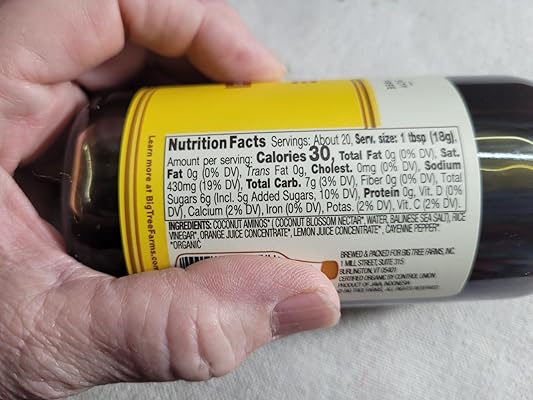 Learn more at BigTreeFarms.com
Nutrition Facts Servings: About 20, Serv. size: 1 tbsp (18g),
Amount per serving: Calories 30, Total Fat 0g (0% DV), Sat.
Fat 0g (0% DV), Trans Fat 0g, Cholest. 0mg (0% DV), Sodium
430mg (19% DV), Total Carb. 7g (3% DV), Fiber 0g (0% DV), Total
Sugars 6g (Incl. 5g Added Sugars, 10% DV), Protein 0g, Vit. D (0%
DV), Calcium (2% DV), Iron (0% DV), Potas. (2% DV), Vit. C (2% DV).
INGREDIENTS: COCONUT AMINOS* ( COCONUT BLOSSOM NECTAR*, WATER, BALINESE SEA SALT), RICE
VINEGAR*, ORANGE JUICE CONCENTRATE*, LEMON JUICE CONCENTRATE*, CAYENNE PEPPER*
*ORGANIC
BREWED & PACKED FOR BIG TREE FARMS, INC.
1 MILL STREET, SUITE 315
BURLINGTON, VT 05401
CERTIFIED ORGANIC BY CONTROL UNION
PRODUCT OF JAVA, INDONESIA
BIG TREE FARMS, ALL RIGHTS RESERVED